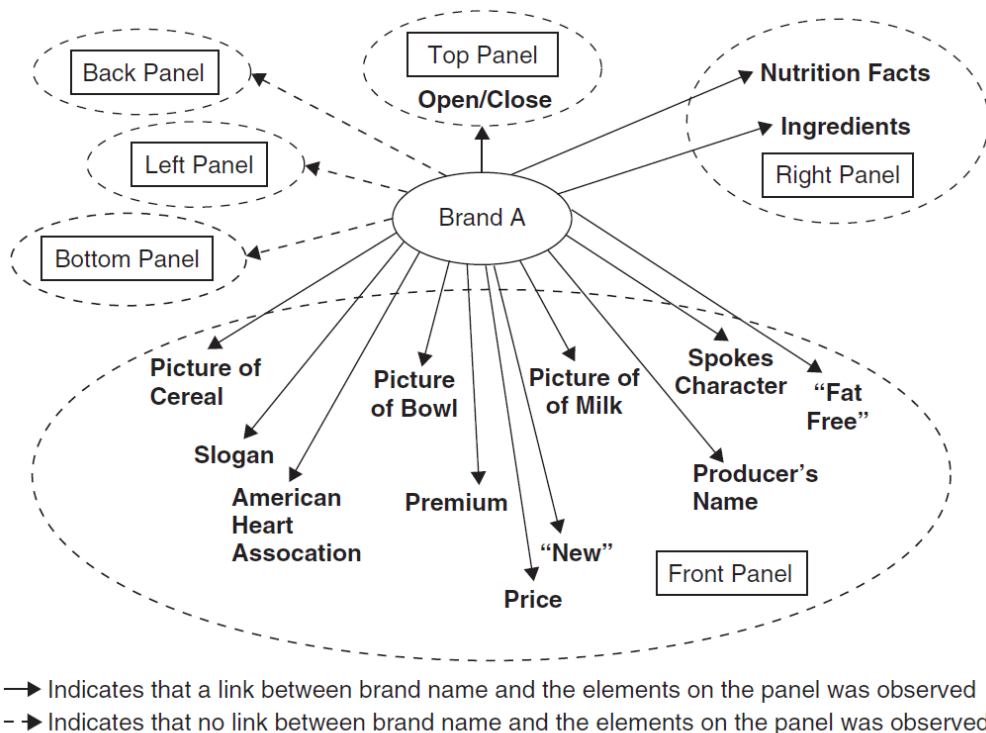 Back Panel
Top Panel
Open/Close
Nutrition Facts
Ingredients
Right Panel
Left Panel
Brand A
Bottom Panel
Picture of
Cereal
Slogan
American
Heart
Assocation
Picture
of Bowl
Premium
Price
“New”
Picture of
of Milk
Spokes
Character
“Fat
Free”
Producer’s
Name
Front Panel
Indicates that a link between brand name and the elements on the panel was observed
Indicates that no link between brand name and the elements on the panel was observed